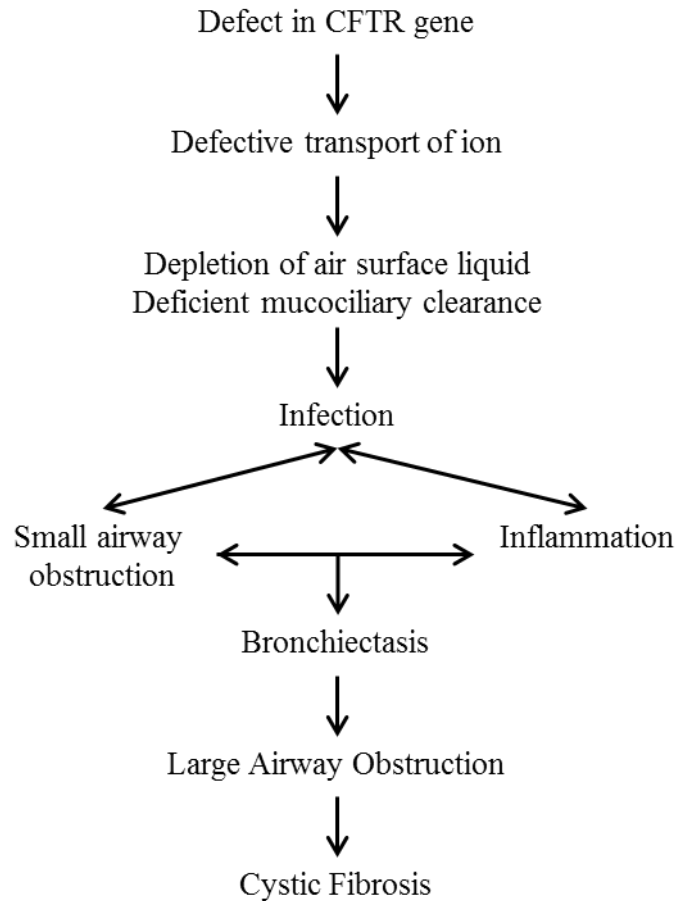 Defect in CFTR gene
Defective transport of ion
Depletion of air surface liquid
Deficient mucociliary clearance
Infection
Small airway
obstruction
Inflammation
Bronchiectasis
Large Airway Obstruction
Cystic Fibrosis